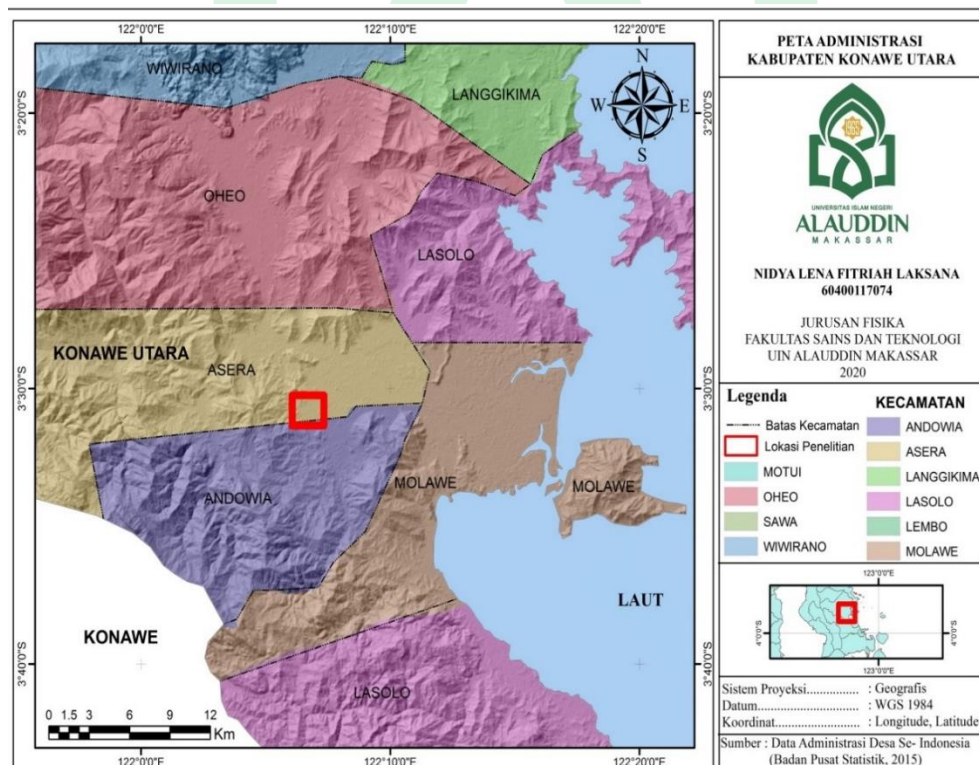 122°0'0"E
122°10'0"E
122°20'0"E
3°20'0"S
3°30'0"S
3°40'0"S
WIWIRANO
LANGGIKIMA
N
W
E
S
OHEO
LASOLO
KONAWE UTARA
ASERA
ANDOWIA
MOLAWE
MOLAWE
LAUT
KONAWE
LASOLO
0 1.5 3 6 9 12
Km
122°0'0"E
122°10'0"E
122°20'0"E
3°20'0"S
3°30'0"S
3°40'0"S
PETA ADMINISTRASI
KABUPATEN KONAWE UTARA
UNIVERSITAS ISLAM NEGERI
ALAUDDIN
MAKASSAR
NIDYA LENA FITRIAH LAKSANA
60400117074
JURUSAN FISIKA
FAKULTAS SAINS DAN TEKNOLOGI
UIN ALAUDDIN MAKASSAR
2020
Legenda
Batas Kecamatan
Lokasi Penelitian
MOTUI
OHEO
SAWA
WIWIRANO
KECAMATAN
ANDOWIA
ASERA
LANGGIKIMA
LASOLO
LEMBO
MOLAWE
123°0'0"E
4°0'0"S
4°0'0"S
123°0'0"E
Sistem Proyeksi............... : Geografis
Datum............................ : WGS 1984
Koordinat....................... : Longitude, Latitude
Sumber : Data Administrasi Desa Se- Indonesia
(Badan Pusat Statistik, 2015)